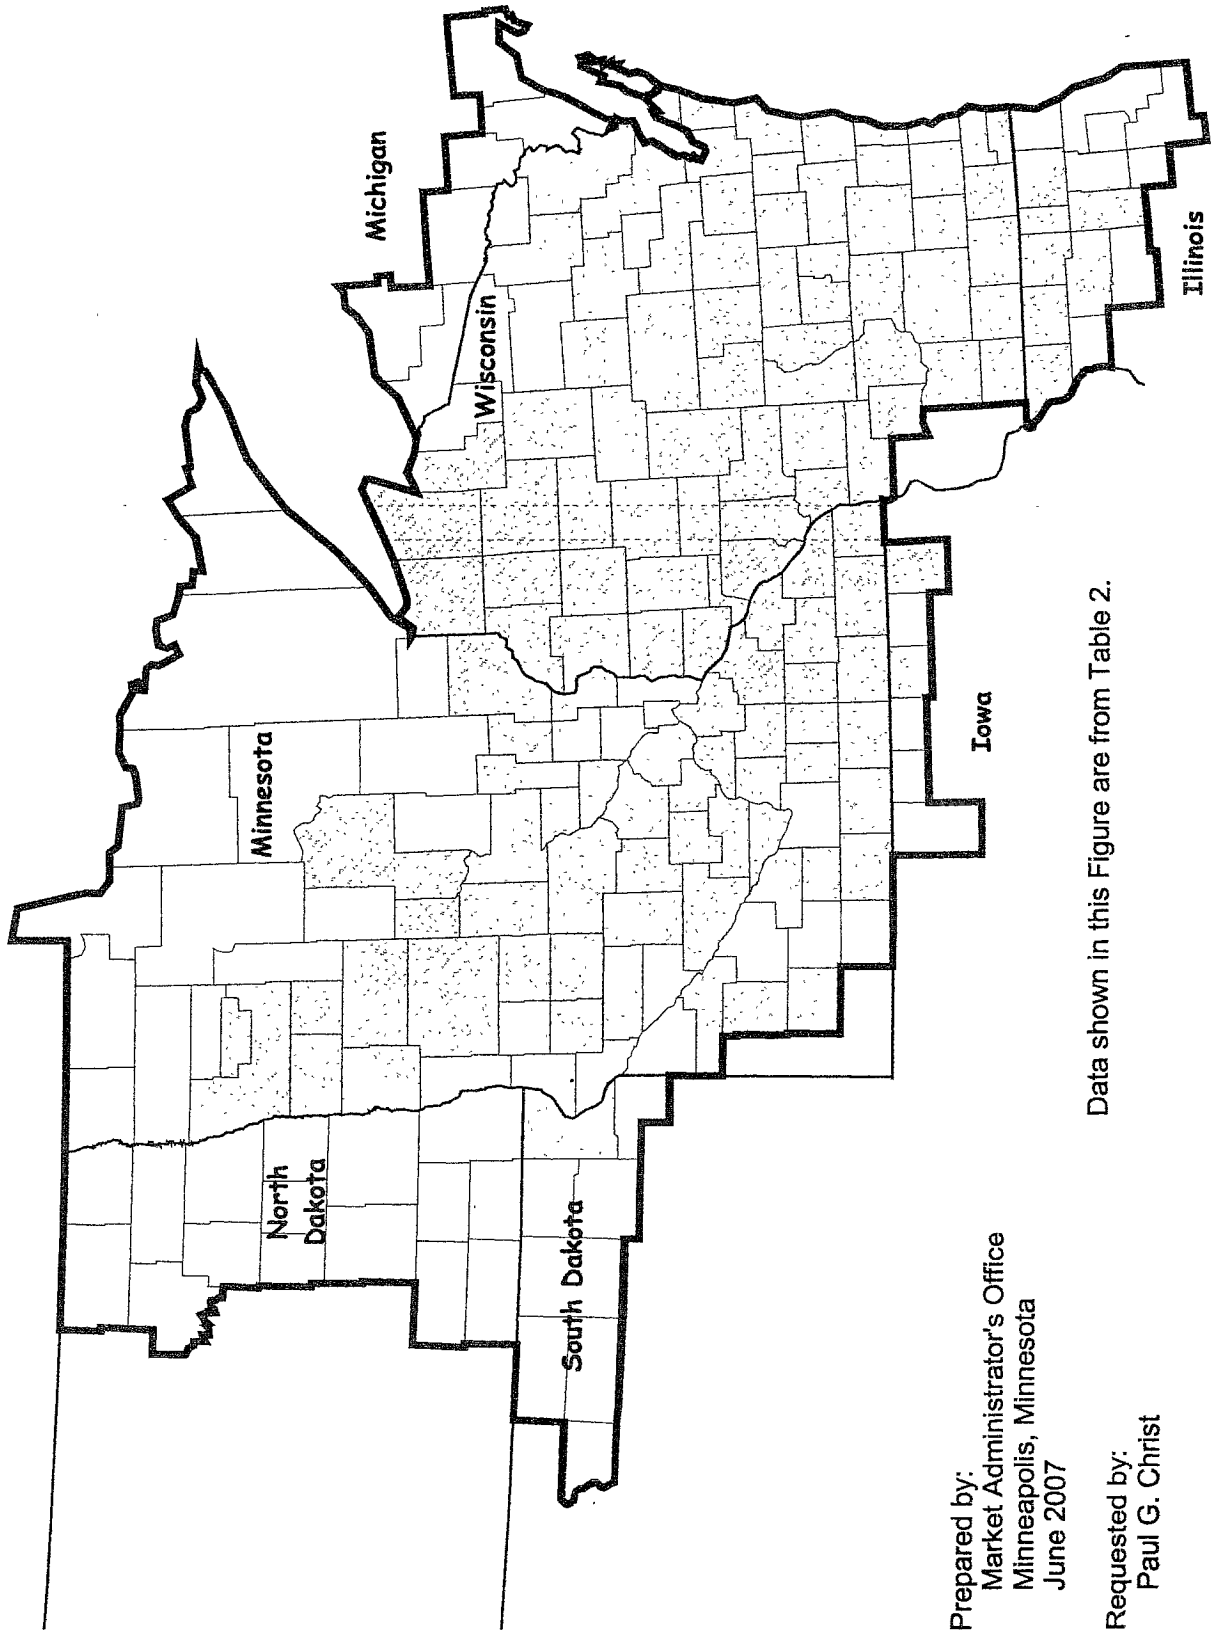 Michigan
Wisconsin
Minnesota
North
Dakota
South Dakota
Iowa
Illinois
Data shown in this Figure are from Table 2.
Prepared by:
Market Administrator's Office
Minneapolis, Minnesota
June 2007
Requested by:
Paul G. Christ